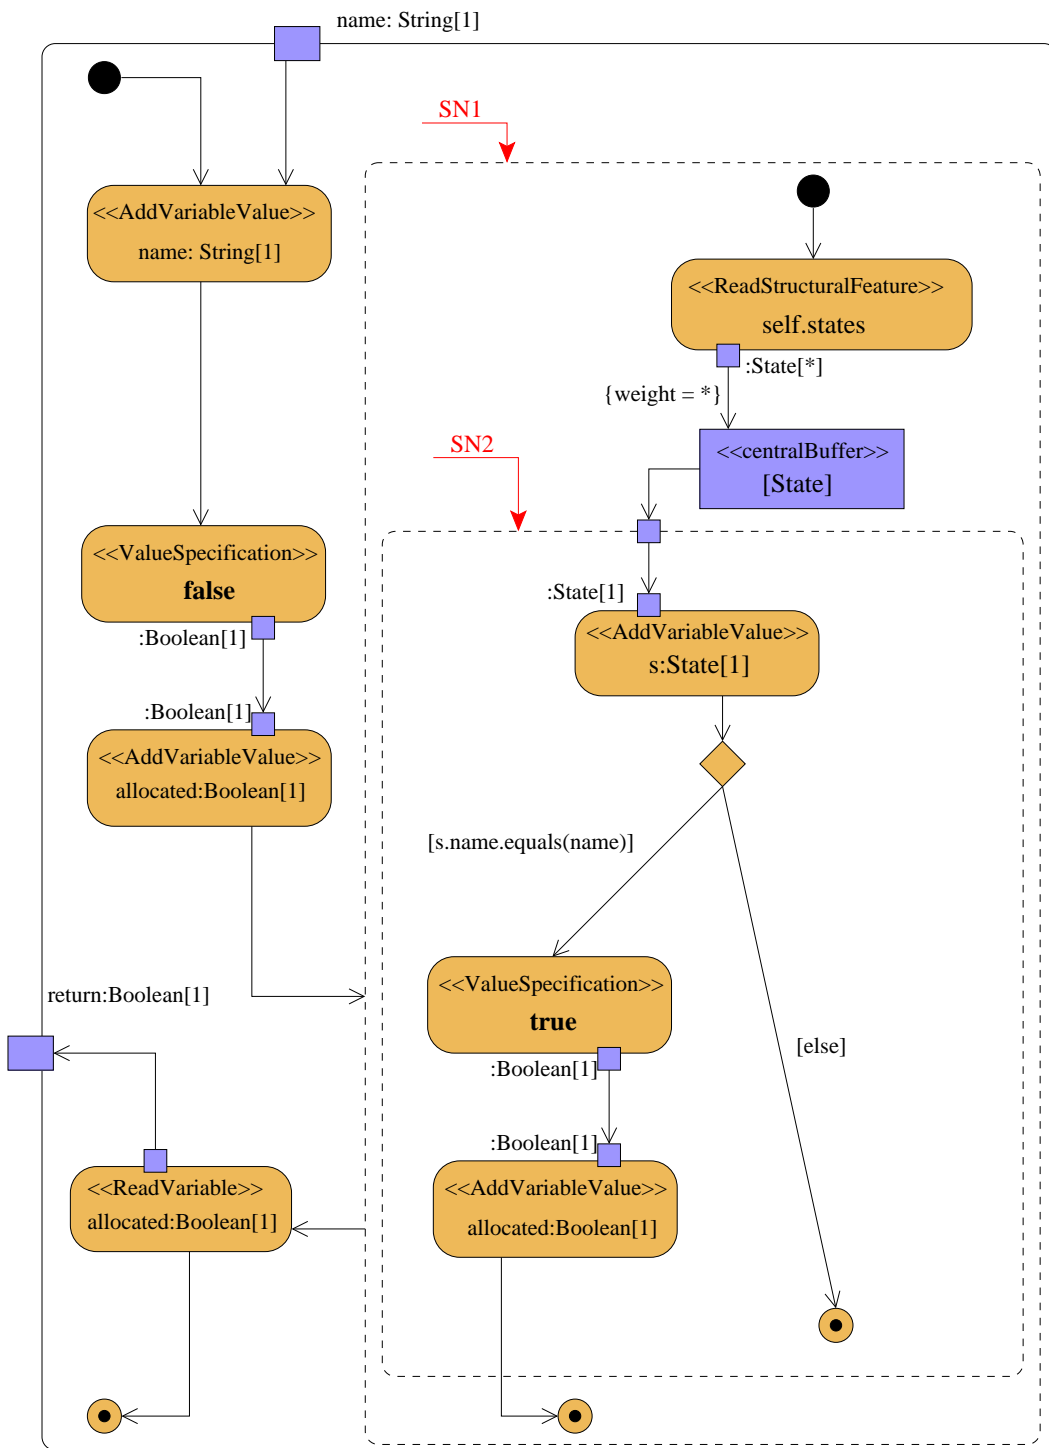 name: String[1]
SN1
<<AddVariableValue>>
name: String[1]
<<ReadStructuralFeature>>
self.states
:State[*]
{weight = *}
SN2
<<centralBuffer>>
[State]
<<ValueSpecification>>
false
:Boolean[1]
:State[1]
<<AddVariableValue>>
s:State[1]
:Boolean[1]
<<AddVariableValue>>
allocated:Boolean[1]
[s.name.equals(name)]
<<ValueSpecification>>
true
:Boolean[1]
return:Boolean[1]
[else]
:Boolean[1]
<<ReadVariable>>
allocated:Boolean[1]
<<AddVariableValue>>
allocated:Boolean[1]